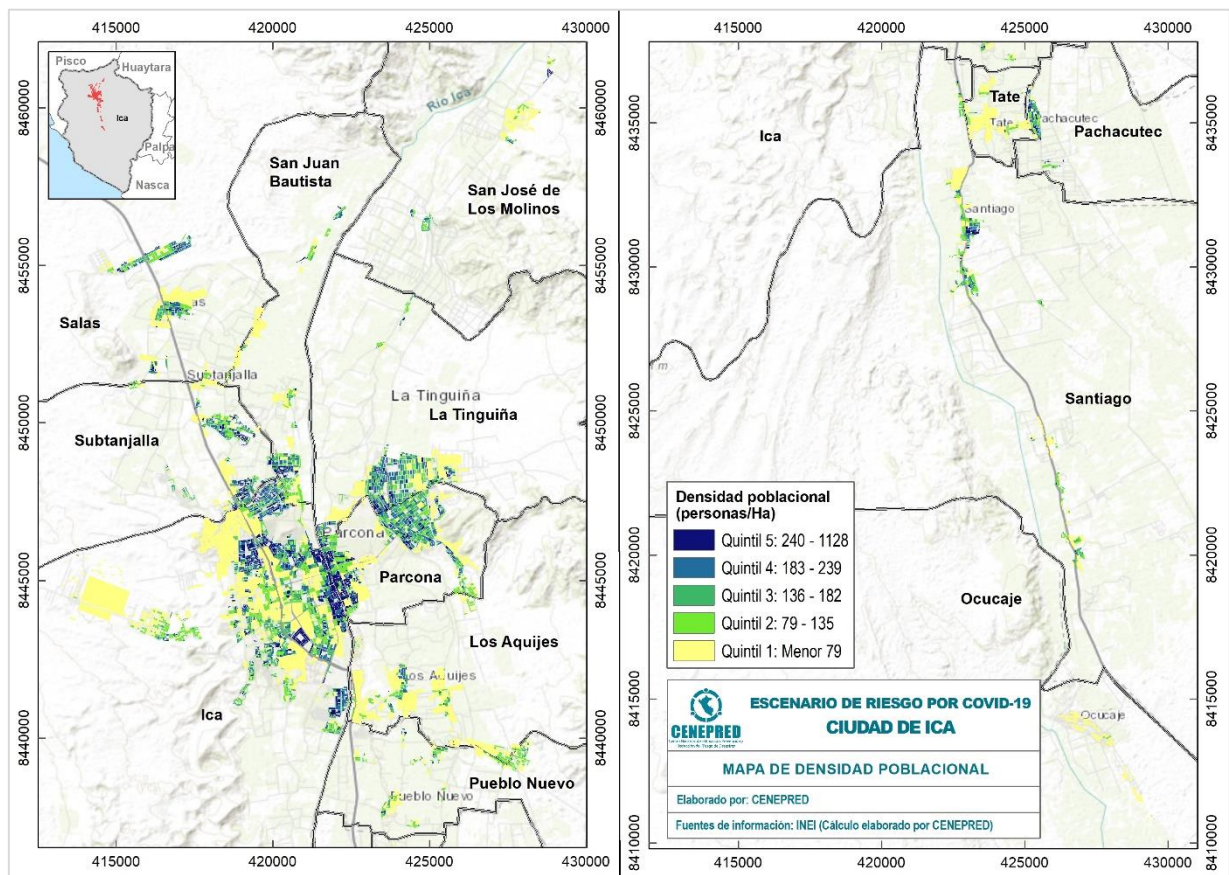 415000
420000
425000
430000
Pisco
Huaytara
Ica
Palpa
Nasca
8460000
8455000
8450000
8445000
8440000
Río Ica
San Juan
Bautista
San José de
Los Molinos
Salas
Subtanjalla
Subtanjalla
La Tinguiña
La Tinguiña
Parcona
Parcona
Los Aquijes
Los Aquijes
Ica
Pueblo Nuevo
Pueblo Nuevo
415000
420000
425000
430000
415000
420000
425000
430000
8435000
8430000
8425000
8420000
8415000
8410000
Tate
Tate
Pachacutec
Pachacutec
Ica
Santiago
Santiago
Ocucaje
Ocucaje
8435000
8430000
8425000
8420000
8415000
8410000
Densidad poblacional
(personas/Ha)
Quintil 5: 240 - 1128
Quintil 4: 183 - 239
Quintil 3: 136 - 182
Quintil 2: 79 - 135
Quintil 1: Menor 79
CENEPRED
ESCENARIO DE RIESGO POR COVID-19
CIUDAD DE ICA
MAPA DE DENSIDAD POBLACIONAL
Elaborado por: CENEPRED
Fuentes de información: INEI (Cálculo elaborado por CENEPRED)
415000
420000
425000
430000